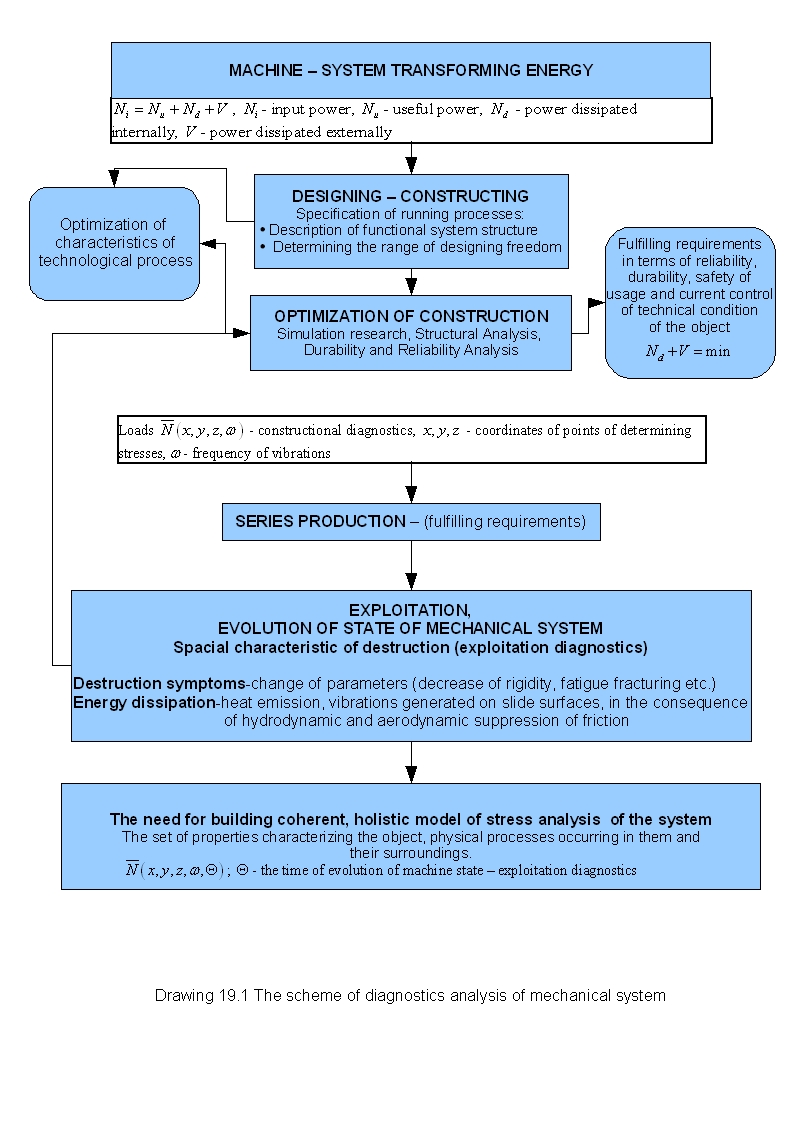 MACHINE – SYSTEM TRANSFORMING ENERGY
N_i = N_u + N_d + V , N_i - input power, N_u - useful power, N_d - power dissipated
internally, V - power dissipated externally
DESIGNING – CONSTRUCTING
Specification of running processes:
• Description of functional system structure
• Determining the range of designing freedom
Optimization of
characteristics of
technological process
Fulfilling requirements
in terms of reliability,
durability, safety of
usage and current control
of technical condition
of the object
N_d + V = min
OPTIMIZATION OF CONSTRUCTION
Simulation research, Structural Analysis,
Durability and Reliability Analysis
Loads N̅(x, y, z, ω) - constructional diagnostics, x, y, z - coordinates of points of determining
stresses, ω - frequency of vibrations
SERIES PRODUCTION – (fulfilling requirements)
EXPLOITATION,
EVOLUTION OF STATE OF MECHANICAL SYSTEM
Spacial characteristic of destruction (exploitation diagnostics)
Destruction symptoms-change of parameters (decrease of rigidity, fatigue fracturing etc.)
Energy dissipation-heat emission, vibrations generated on slide surfaces, in the consequence
of hydrodynamic and aerodynamic suppression of friction
The need for building coherent, holistic model of stress analysis of the system
The set of properties characterizing the object, physical processes occurring in them and
their surroundings.
N̅(x, y, z, ω, Θ) ; Θ - the time of evolution of machine state – exploitation diagnostics
Drawing 19.1 The scheme of diagnostics analysis of mechanical system